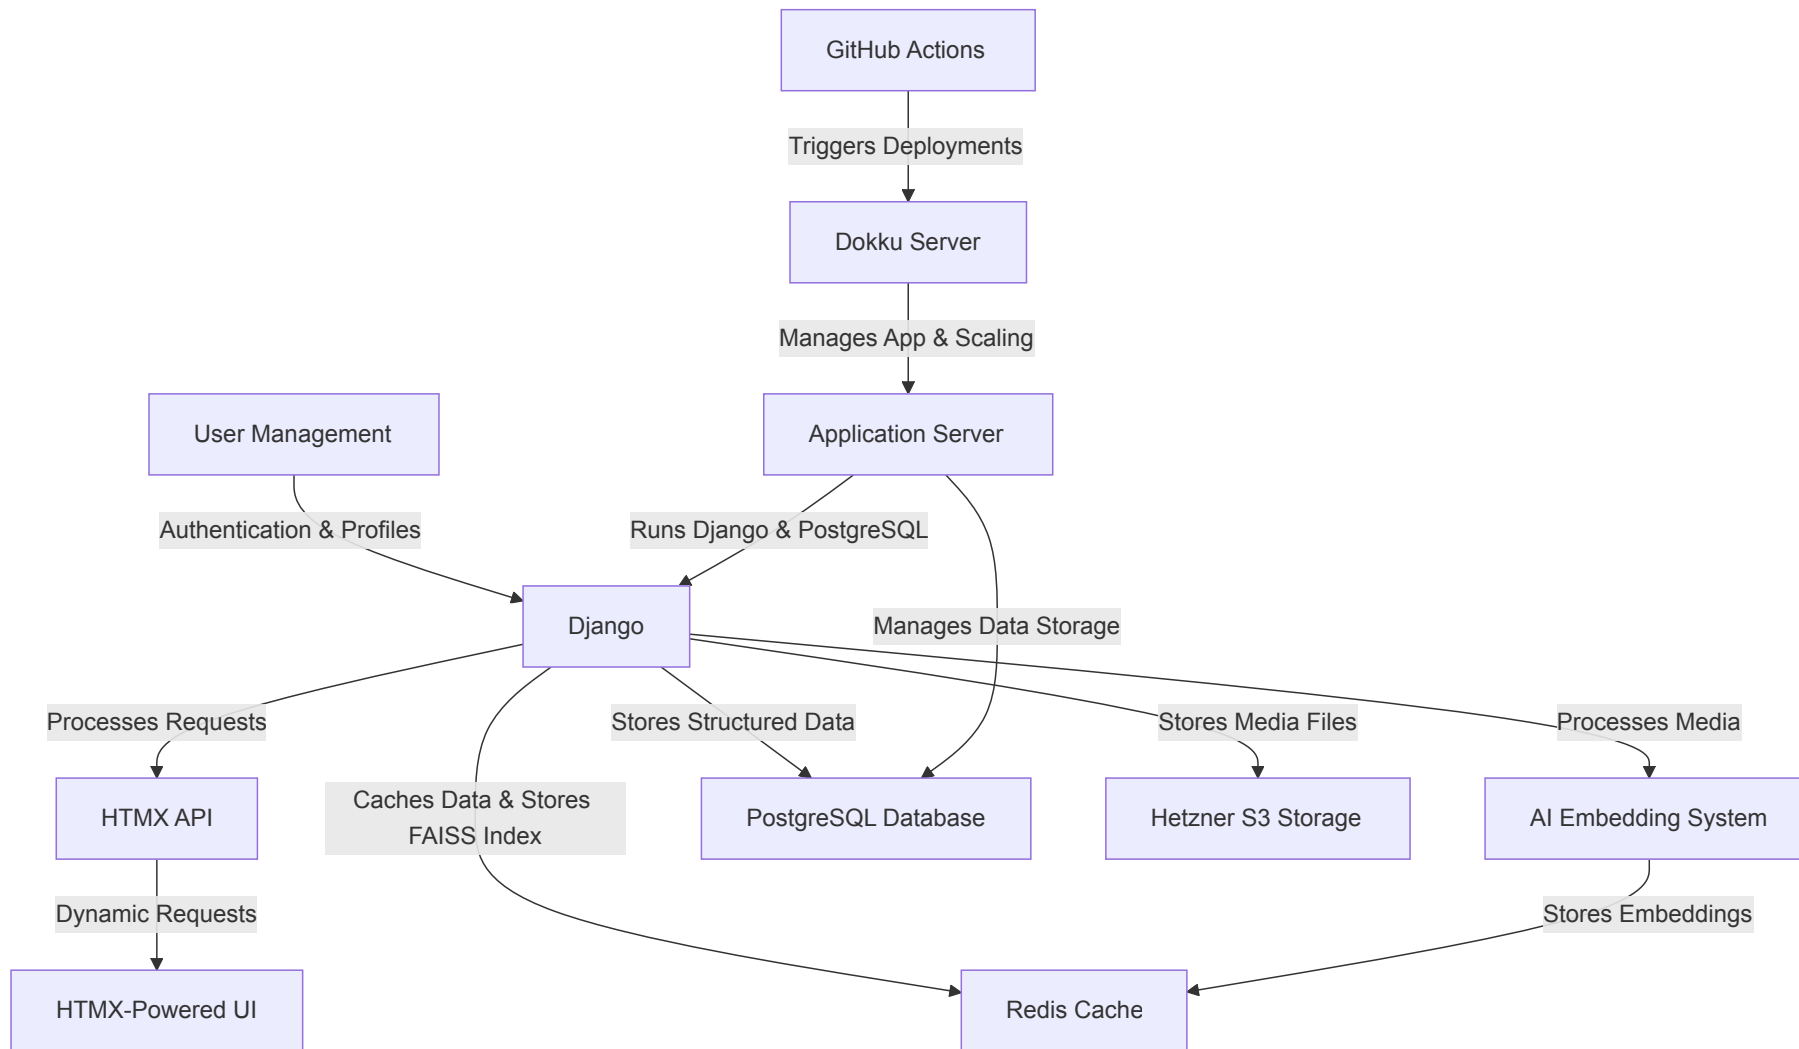 GitHub Actions
Triggers Deployments
Dokku Server
Manages App & Scaling
User Management
Application Server
Authentication & Profiles
Runs Django & PostgreSQL
Django
Manages Data Storage
Processes Requests
Stores Structured Data
Stores Media Files
Processes Media
HTMX API
Caches Data & Stores
FAISS Index
PostgreSQL Database
Hetzner S3 Storage
AI Embedding System
Dynamic Requests
Stores Embeddings
HTMX-Powered UI
Redis Cache